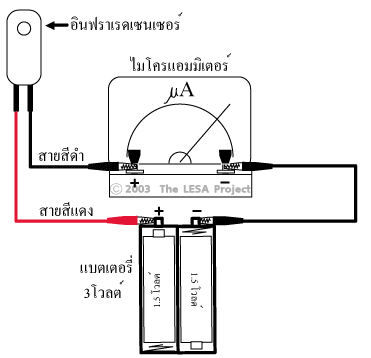 อินฟราเรดเซนเซอร์
ไมโครแอมมิเตอร์
μA
สายสีดำ
+ −
© 2003 The LESA Project
สายสีแดง
+ −
แบตเตอรี่
3โวลต์
1.5 โวลต์
1.5 โวลต์